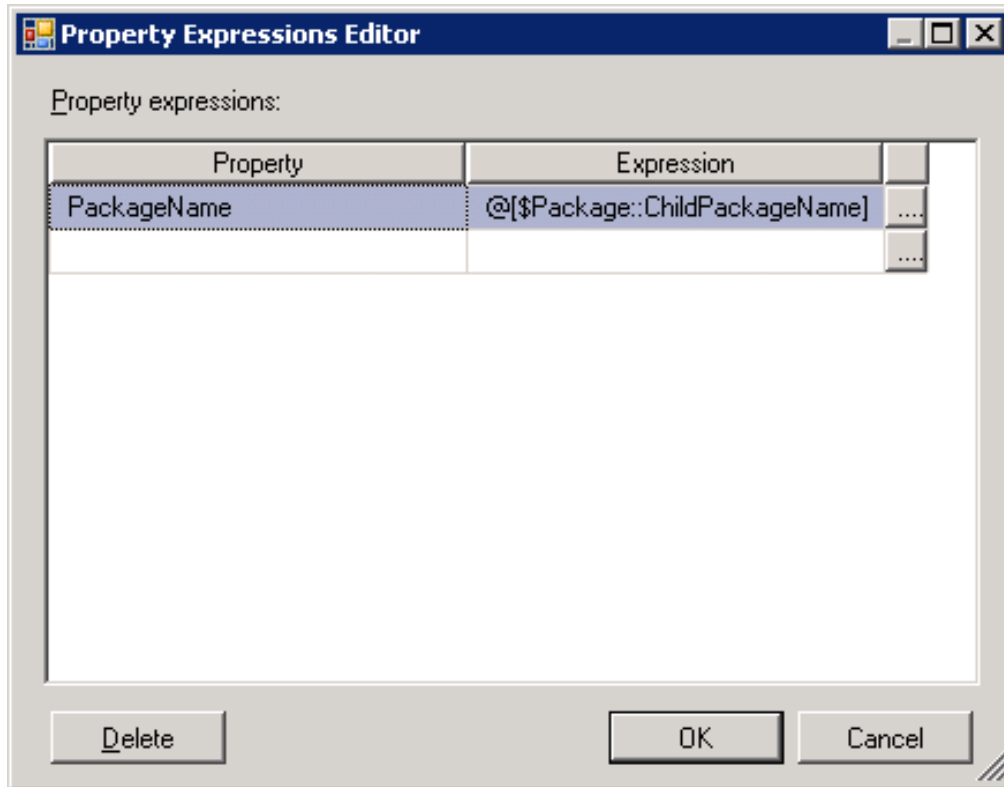 Property Expressions Editor
Property expressions:
Property Expression
PackageName @[$Package::ChildPackageName] ....
....
Delete OK Cancel